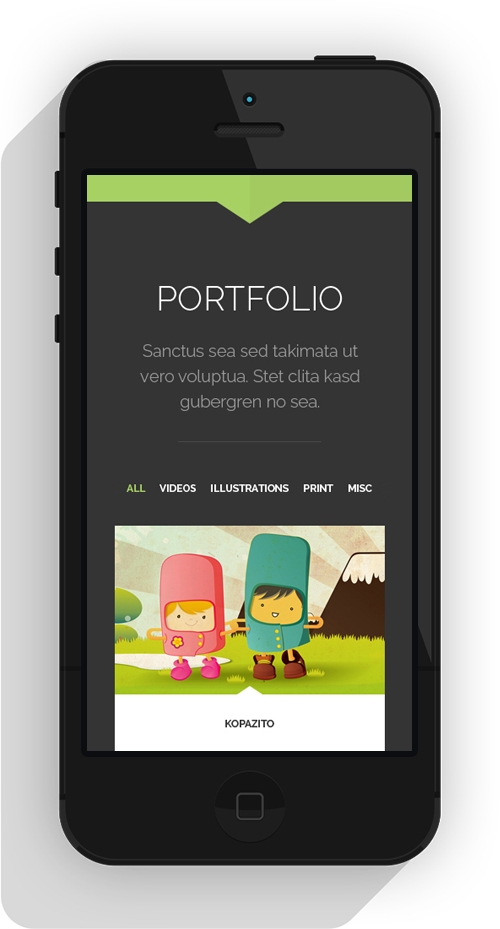 PORTFOLIO
Sanctus sea sed takimata ut
vero voluptua. Stet clita kasd
gubergren no sea.
ALL VIDEOS ILLUSTRATIONS PRINT MISC
KOPAZITO